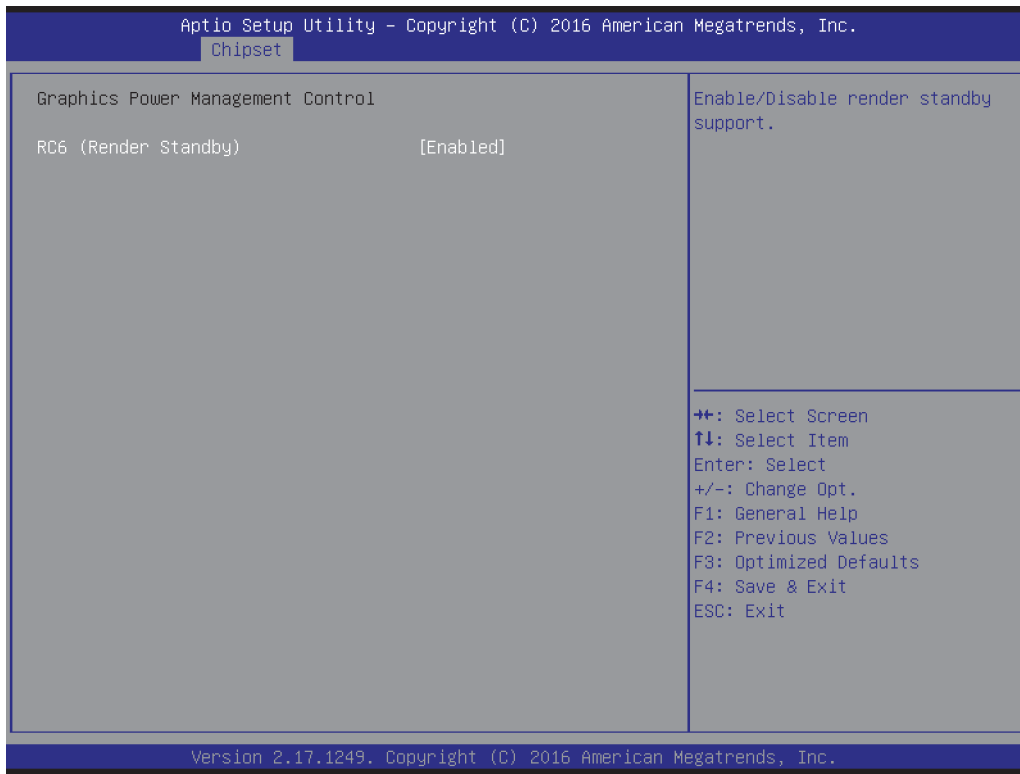 Aptio Setup Utility – Copyright (C) 2016 American Megatrends, Inc.
Chipset
Graphics Power Management Control
RC6 (Render Standby) [Enabled]
Enable/Disable render standby
support.
→←: Select Screen
↑↓: Select Item
Enter: Select
+/-: Change Opt.
F1: General Help
F2: Previous Values
F3: Optimized Defaults
F4: Save & Exit
ESC: Exit
Version 2.17.1249. Copyright (C) 2016 American Megatrends, Inc.